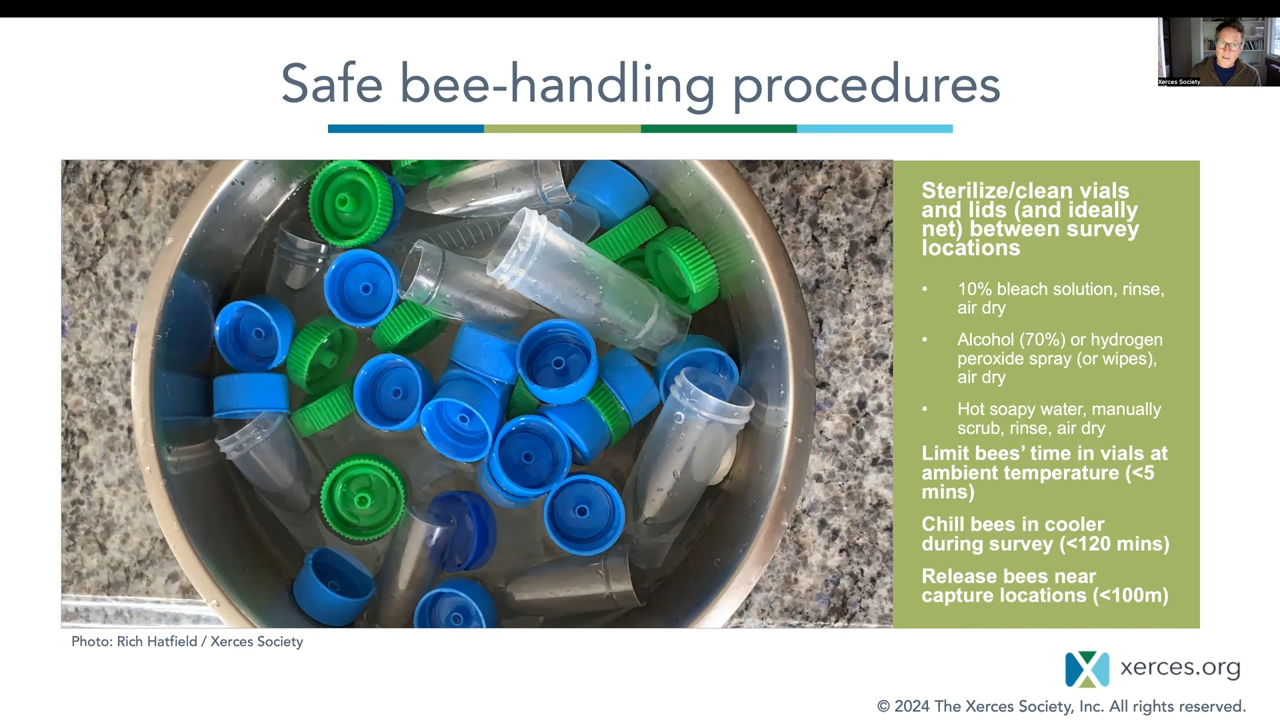 Xerces Society
Safe bee-handling procedures
Sterilize/clean vials
and lids (and ideally
net) between survey
locations
• 10% bleach solution, rinse,
air dry
• Alcohol (70%) or hydrogen
peroxide spray (or wipes),
air dry
• Hot soapy water, manually
scrub, rinse, air dry
Limit bees’ time in vials at
ambient temperature (<5
mins)
Chill bees in cooler
during survey (<120 mins)
Release bees near
capture locations (<100m)
Photo: Rich Hatfield / Xerces Society
xerces.org
© 2024 The Xerces Society, Inc. All rights reserved.